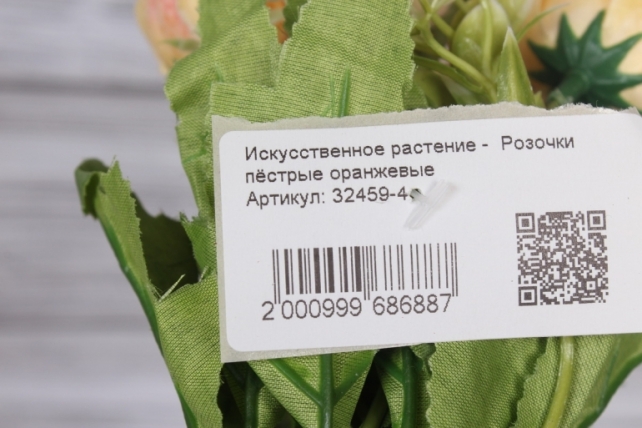 Искусственное растение - Розочки
пёстрые оранжевые
Артикул: 32459-4
2 000999 686887